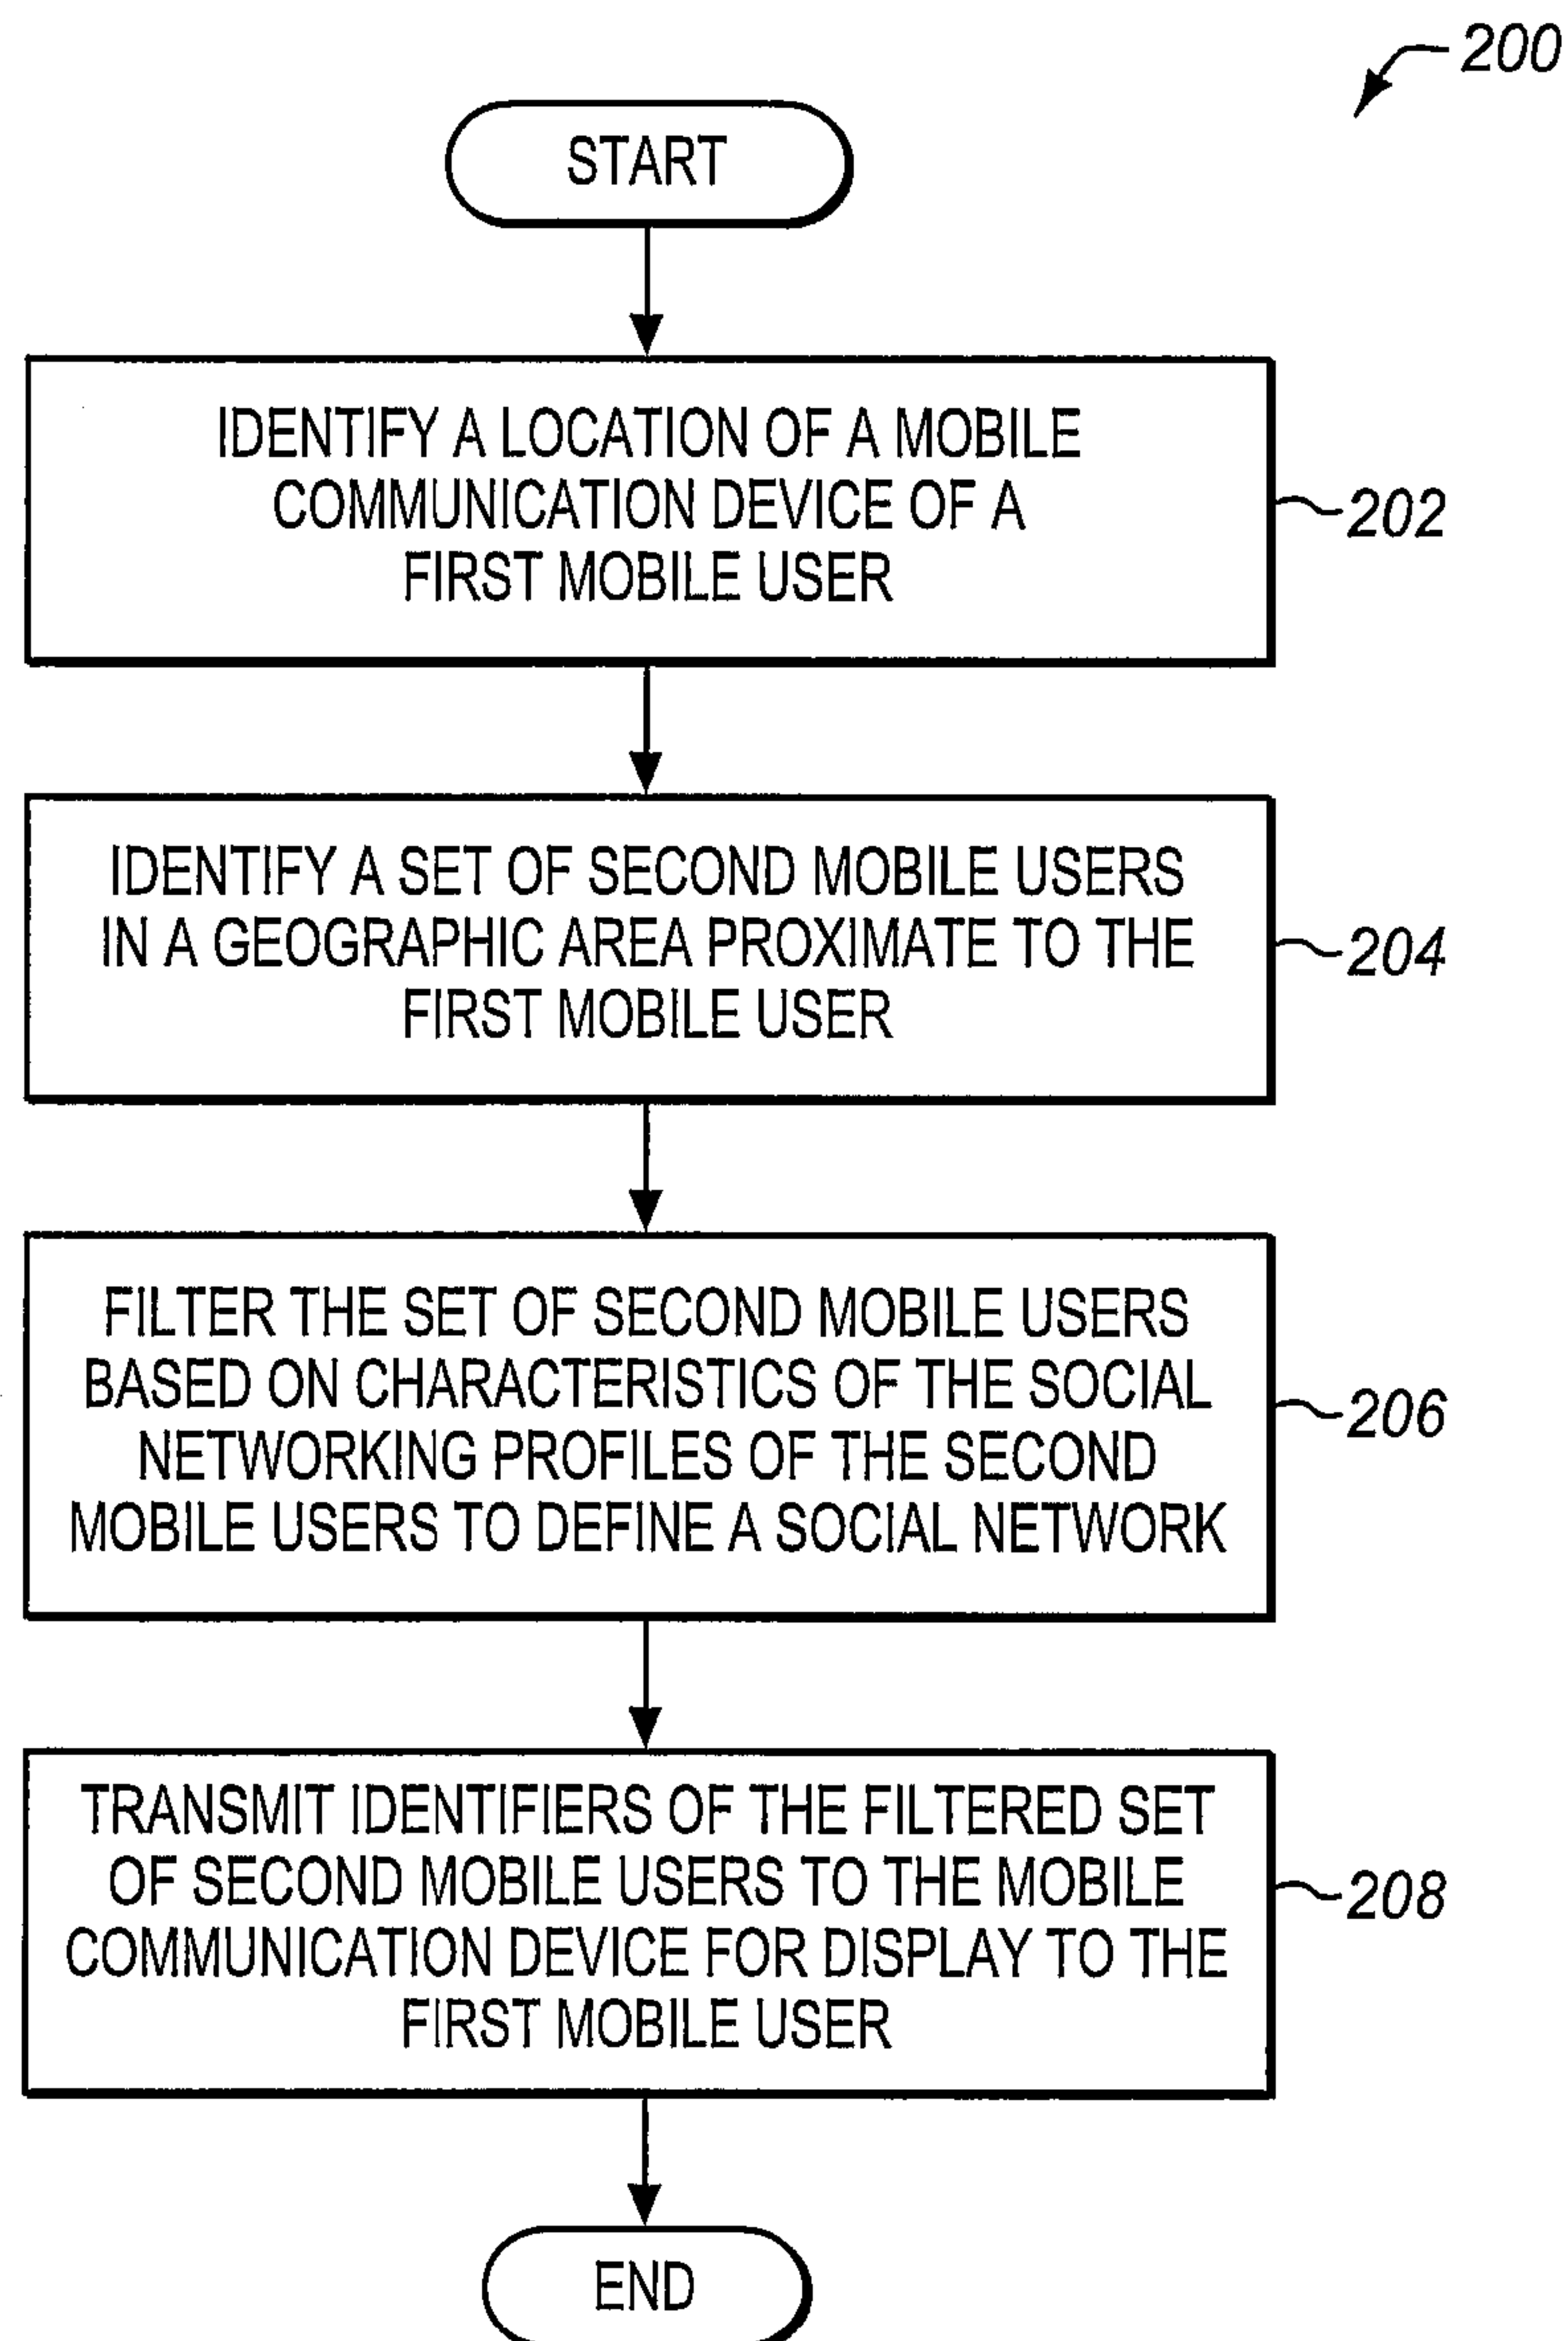 200
START
IDENTIFY A LOCATION OF A MOBILE
COMMUNICATION DEVICE OF A
FIRST MOBILE USER
202
IDENTIFY A SET OF SECOND MOBILE USERS
IN A GEOGRAPHIC AREA PROXIMATE TO THE
FIRST MOBILE USER
204
FILTER THE SET OF SECOND MOBILE USERS
BASED ON CHARACTERISTICS OF THE SOCIAL
NETWORKING PROFILES OF THE SECOND
MOBILE USERS TO DEFINE A SOCIAL NETWORK
206
TRANSMIT IDENTIFIERS OF THE FILTERED SET
OF SECOND MOBILE USERS TO THE MOBILE
COMMUNICATION DEVICE FOR DISPLAY TO THE
FIRST MOBILE USER
208
END